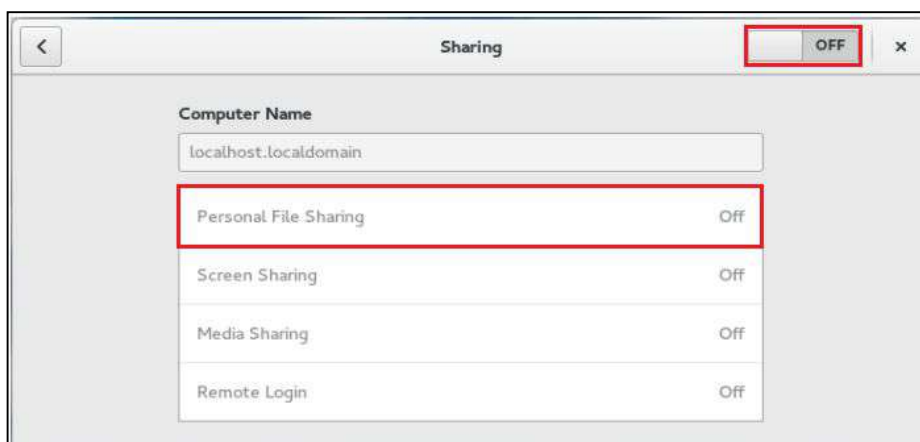 Sharing OFF
Computer Name
localhost.localdomain
Personal File Sharing Off
Screen Sharing Off
Media Sharing Off
Remote Login Off